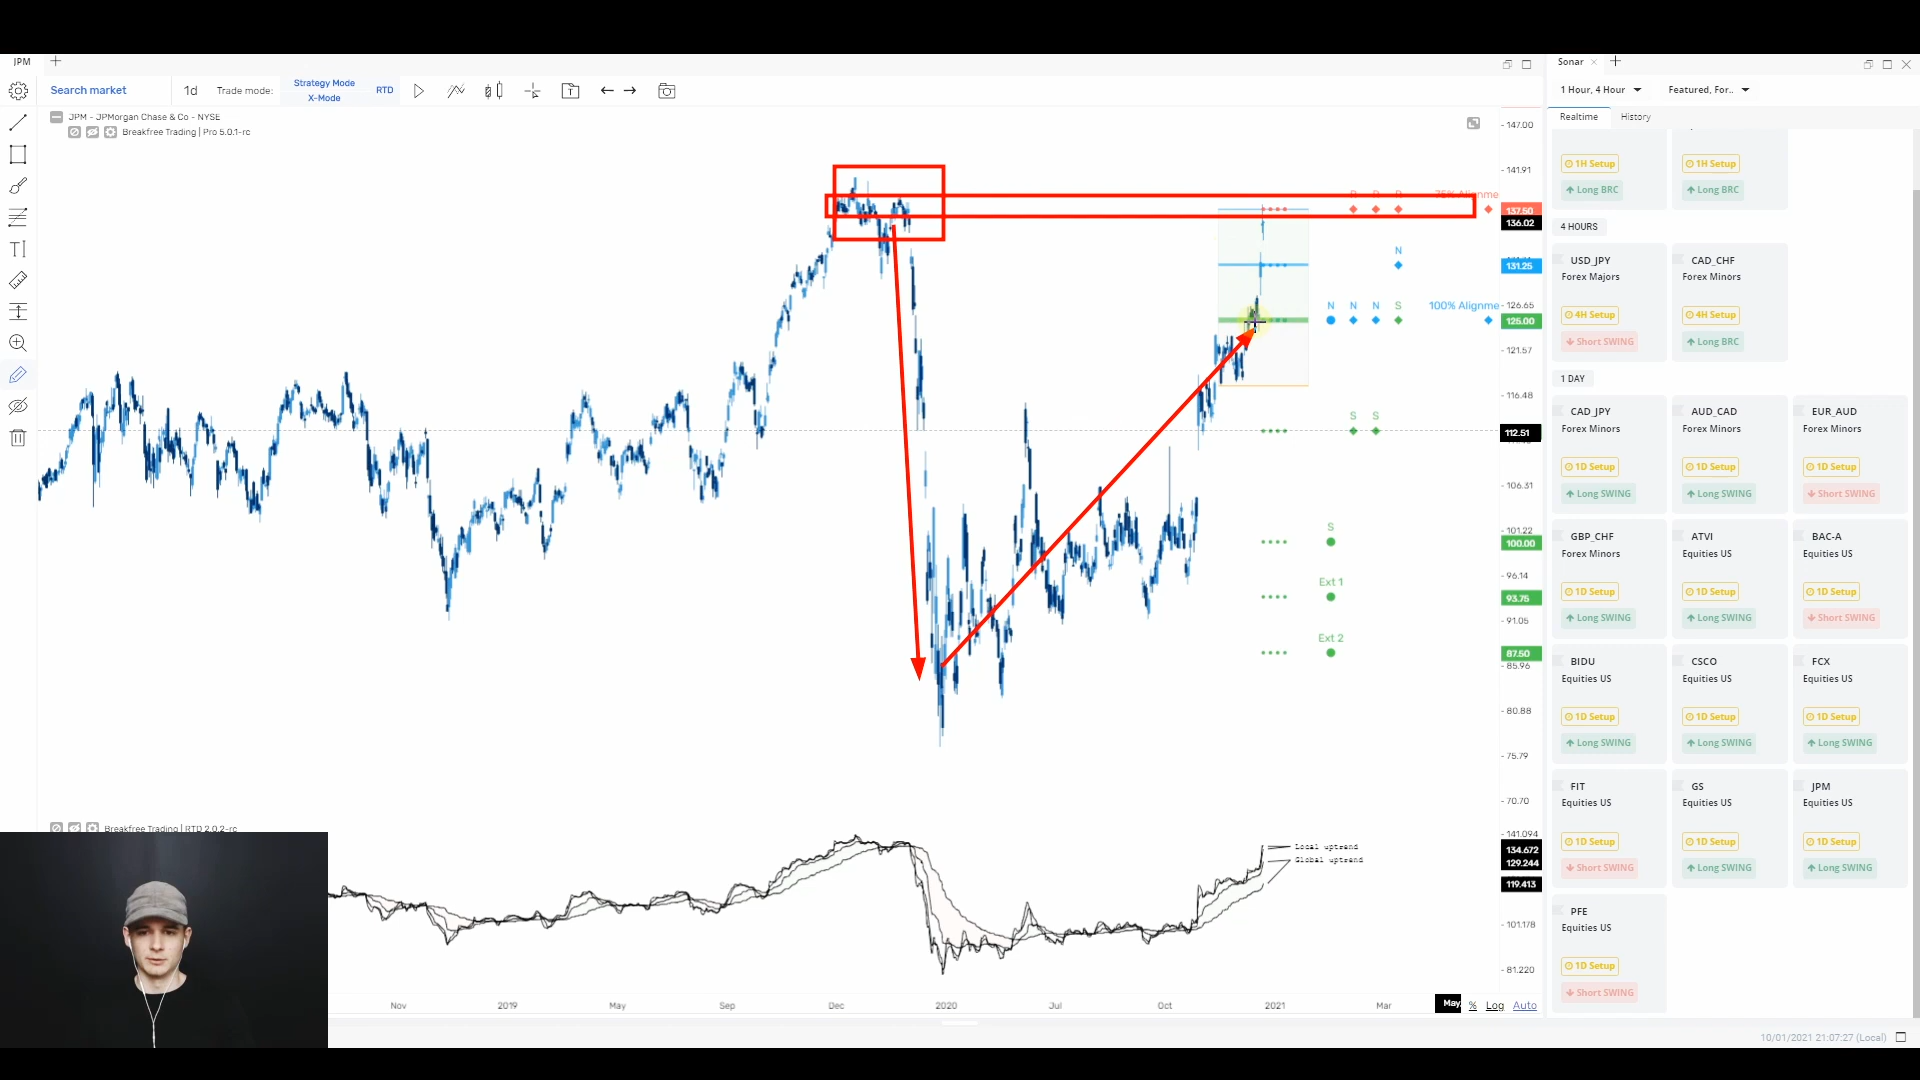 JPM
Sonar
Search market
1d
Trade mode:
Strategy Mode
X-Mode
RTD
1 Hour, 4 Hour
Featured, For..
Realtime
History
JPM - JPMorgan Chase & Co - NYSE
Breakfree Trading | Pro 5.0.1-rc
147.00
141.91
137.50
136.02
131.25
126.65
125.00
121.57
116.48
112.51
106.31
101.22
100.00
96.14
93.75
91.05
87.50
85.96
80.88
75.79
70.70
N
N N N S
100% Alignme
S S
S
Ext 1
Ext 2
Breakfree Trading | RTD 2.0.2-rc
Local uptrend
Global uptrend
141.094
134.672
129.244
119.413
101.178
81.220
Nov 2019 May Sep Dec 2020 Jul Oct 2021 Mar May
% Log Auto
1H Setup
Long BRC
1H Setup
Long BRC
4 HOURS
USD_JPY
Forex Majors
4H Setup
Short SWING
CAD_CHF
Forex Minors
4H Setup
Long BRC
1 DAY
CAD_JPY
Forex Minors
1D Setup
Long SWING
AUD_CAD
Forex Minors
1D Setup
Long SWING
EUR_AUD
Forex Minors
1D Setup
Short SWING
GBP_CHF
Forex Minors
1D Setup
Long SWING
ATVI
Equities US
1D Setup
Long SWING
BAC-A
Equities US
1D Setup
Short SWING
BIDU
Equities US
1D Setup
Long SWING
CSCO
Equities US
1D Setup
Long SWING
FCX
Equities US
1D Setup
Long SWING
FIT
Equities US
1D Setup
Short SWING
GS
Equities US
1D Setup
Long SWING
JPM
Equities US
1D Setup
Long SWING
PFE
Equities US
1D Setup
Short SWING
10/01/2021 21:07:27 (Local)